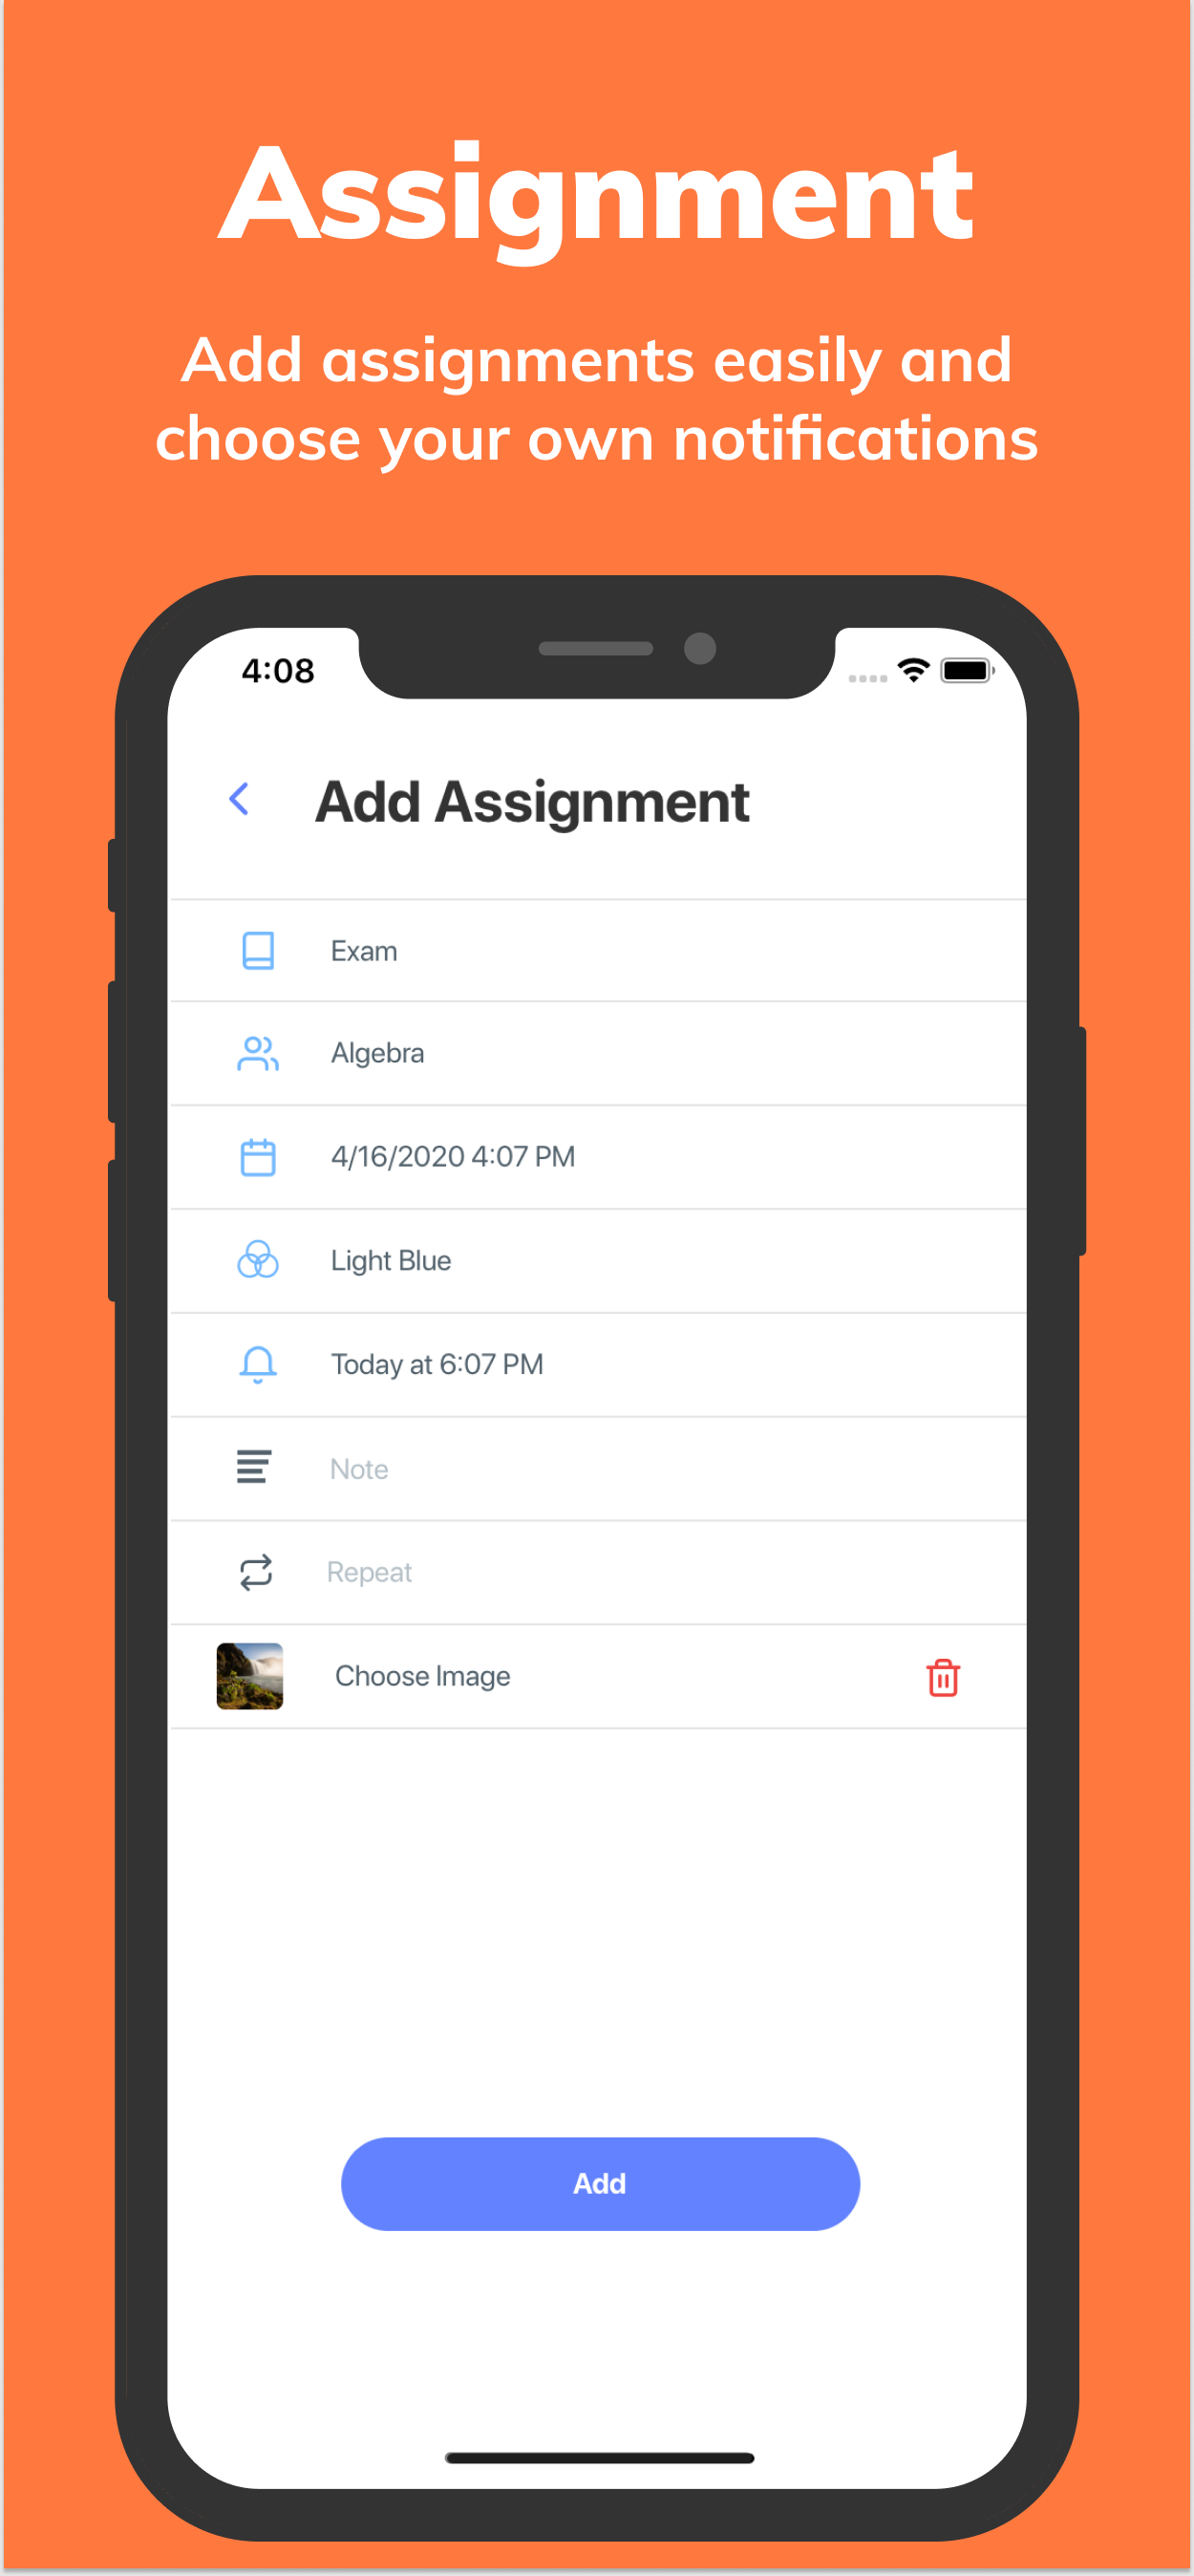 Assignment
Add assignments easily and
choose your own notifications
4:08
Add Assignment
Exam
Algebra
4/16/2020 4:07 PM
Light Blue
Today at 6:07 PM
Note
Repeat
Choose Image
Add